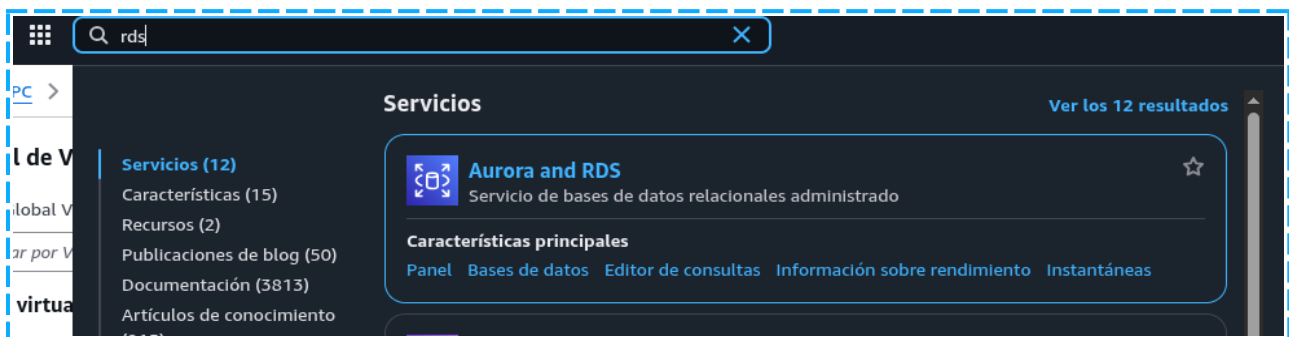 rds
PC
Servicios
Ver los 12 resultados
l de V
Servicios (12)
Aurora and RDS
Servicio de bases de datos relacionales administrado
Características (15)
lobal V
Recursos (2)
ar por V
Publicaciones de blog (50)
Características principales
Panel Bases de datos Editor de consultas Información sobre rendimiento Instantáneas
Documentación (3813)
virtua
Artículos de conocimiento